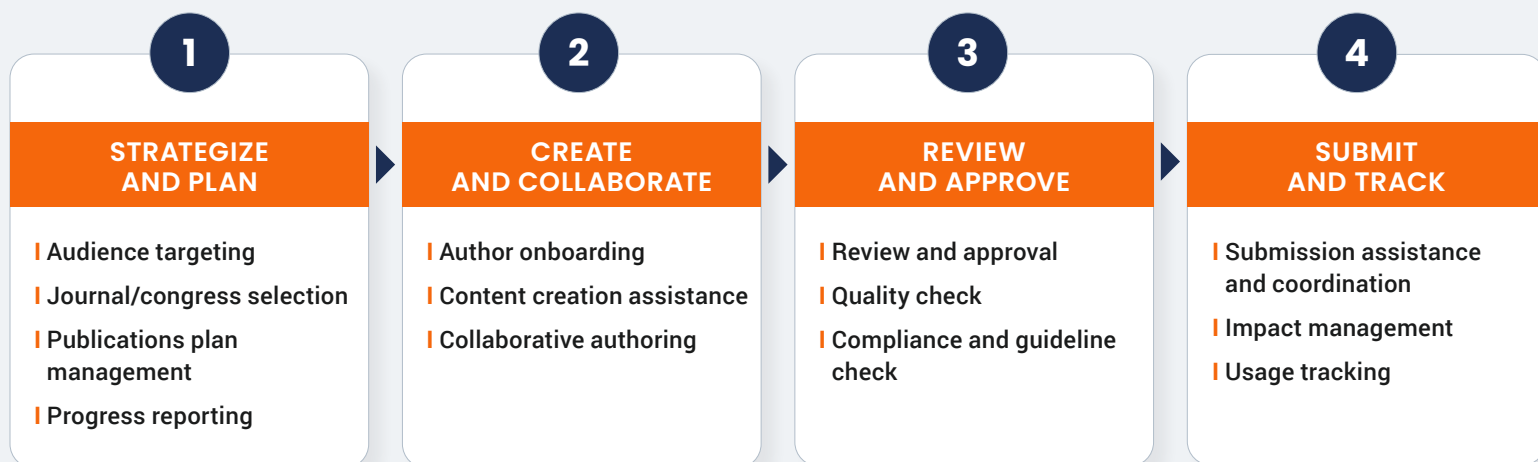 1
STRATEGIZE
AND PLAN
Audience targeting
Journal/congress selection
Publications plan
management
Progress reporting
2
CREATE
AND COLLABORATE
Author onboarding
Content creation assistance
Collaborative authoring
3
REVIEW
AND APPROVE
Review and approval
Quality check
Compliance and guideline
check
4
SUBMIT
AND TRACK
Submission assistance
and coordination
Impact management
Usage tracking